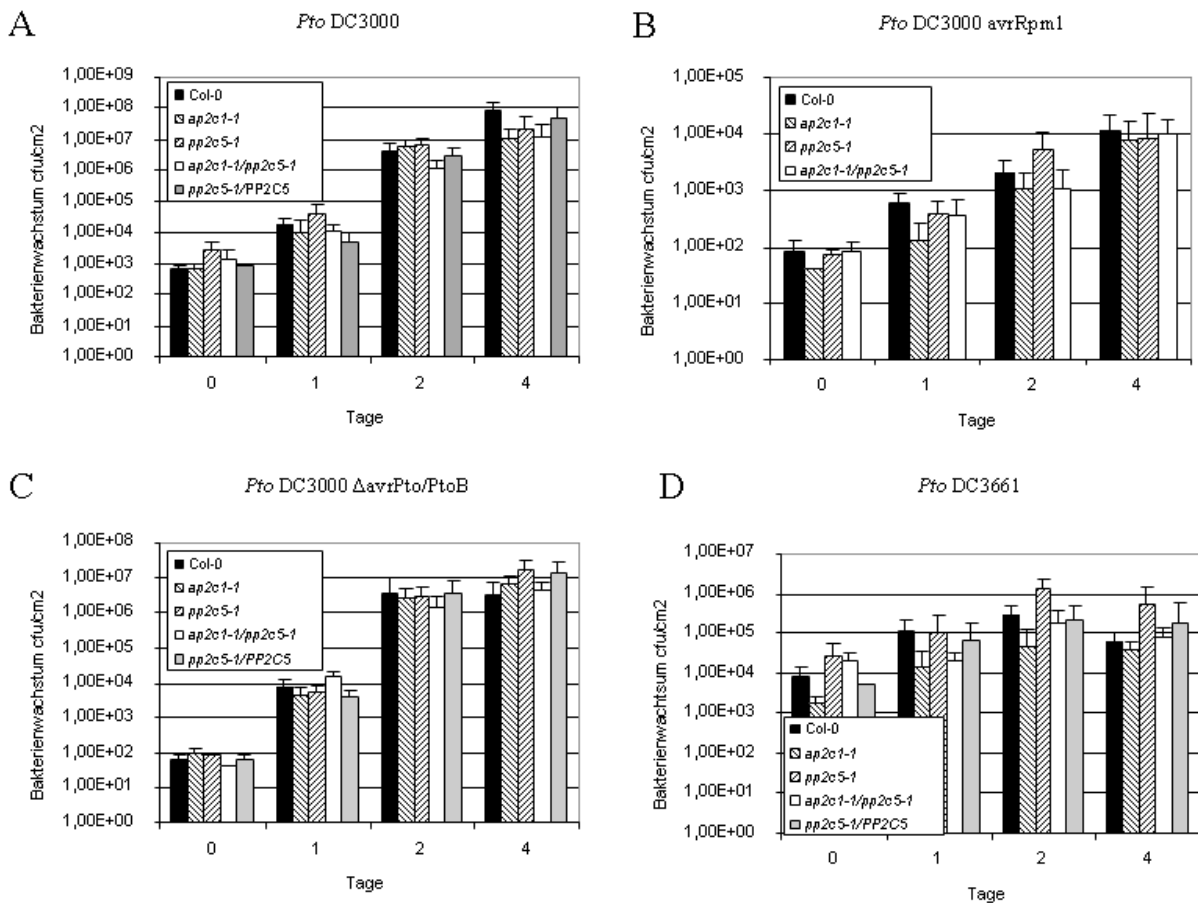 A
Pto DC3000
1,00E+09
1,00E+08
1,00E+07
1,00E+06
1,00E+05
1,00E+04
1,00E+03
1,00E+02
1,00E+01
1,00E+00
Bakterienwachstum cfu/cm2
Col-0
ap2c1-1
pp2c5-1
ap2c1-1/pp2c5-1
pp2c5-1/PP2C5
0 1 2 4
Tage
B
Pto DC3000 avrRpm1
1,00E+05
1,00E+04
1,00E+03
1,00E+02
1,00E+01
1,00E+00
Bakterienwachstum cfu/cm2
Col-0
ap2c1-1
pp2c5-1
ap2c1-1/pp2c5-1
0 1 2 4
Tage
C
Pto DC3000 ΔavrPto/PtoB
1,00E+08
1,00E+07
1,00E+06
1,00E+05
1,00E+04
1,00E+03
1,00E+02
1,00E+01
1,00E+00
Bakterienwachstum cfu/cm2
Col-0
ap2c1-1
pp2c5-1
ap2c1-1/pp2c5-1
pp2c5-1/PP2C5
0 1 2 4
Tage
D
Pto DC3661
1,00E+07
1,00E+06
1,00E+05
1,00E+04
1,00E+03
1,00E+02
1,00E+01
1,00E+00
Bakterienwachtsum cfu/cm2
Col-0
ap2c1-1
pp2c5-1
ap2c1-1/pp2c5-1
pp2c5-1/PP2C5
0 1 2 4
Tage